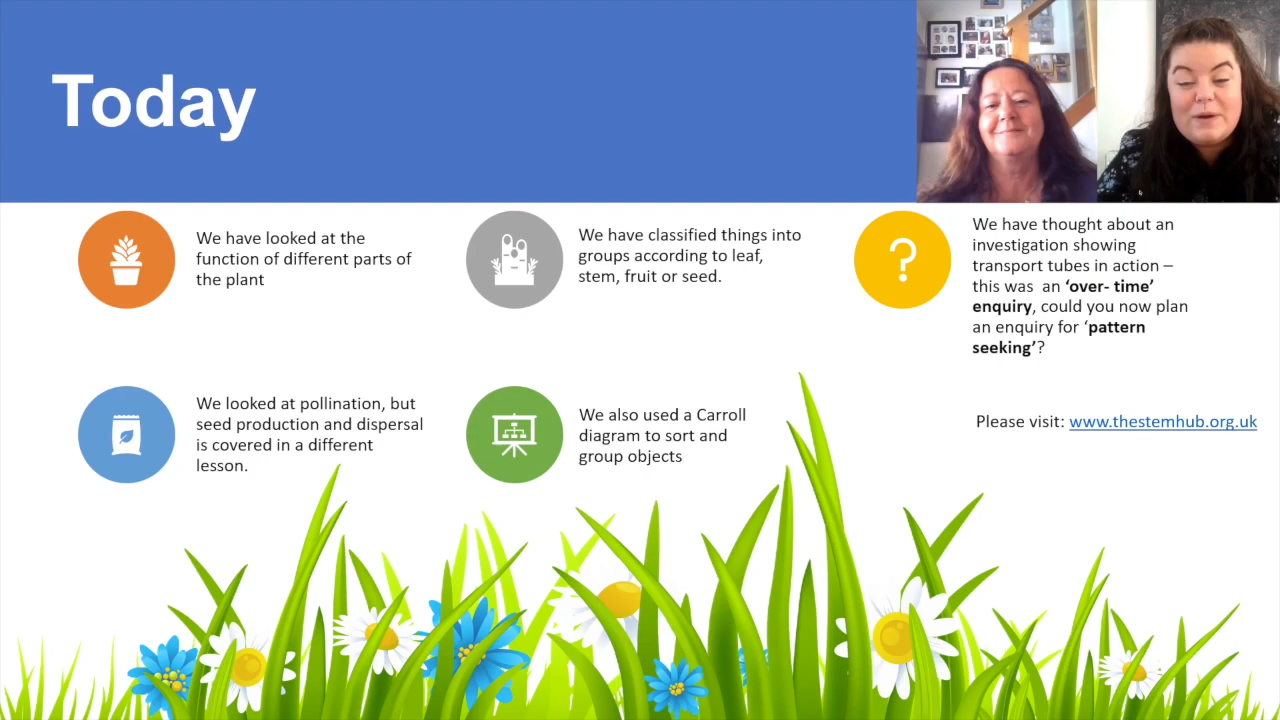 Today
We have looked at the
function of different parts of
the plant
We have classified things into
groups according to leaf,
stem, fruit or seed.
We have thought about an
investigation showing
transport tubes in action –
this was  an ‘over- time’
enquiry, could you now plan
an enquiry for ‘pattern
seeking’?
We looked at pollination, but
seed production and dispersal
is covered in a different
lesson.
We also used a Carroll
diagram to sort and
group objects
Please visit: www.thestemhub.org.uk